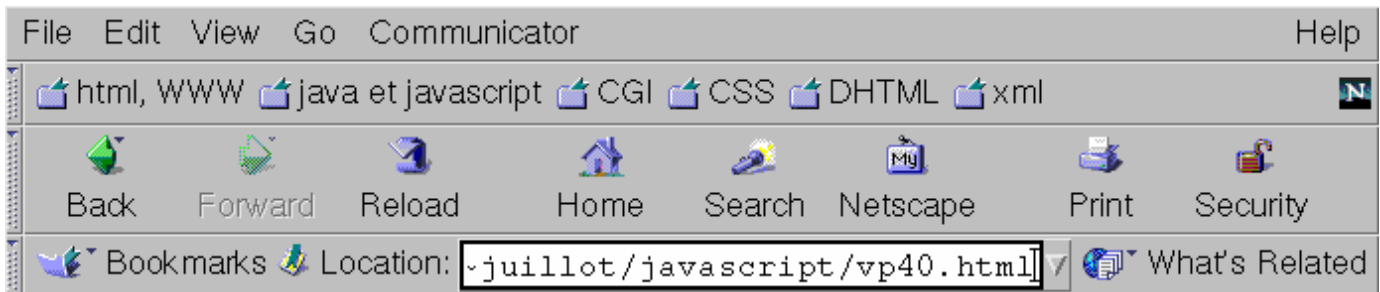 File Edit View Go Communicator Help
html, WWW java et javascript CGI CSS DHTML xml N
My
Back Forward Reload Home Search Netscape Print Security
Bookmarks Location: ~juillot/javascript/vp40.html What's Related